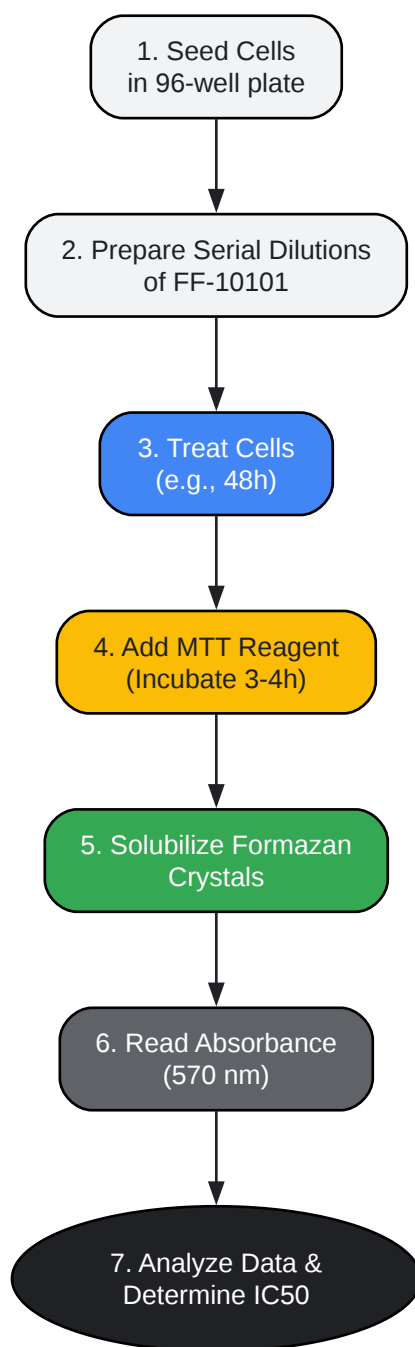 1. Seed Cells
in 96-well plate
2. Prepare Serial Dilutions
of FF-10101
3. Treat Cells
(e.g., 48h)
4. Add MTT Reagent
(Incubate 3-4h)
5. Solubilize Formazan
Crystals
6. Read Absorbance
(570 nm)
7. Analyze Data &
Determine IC50